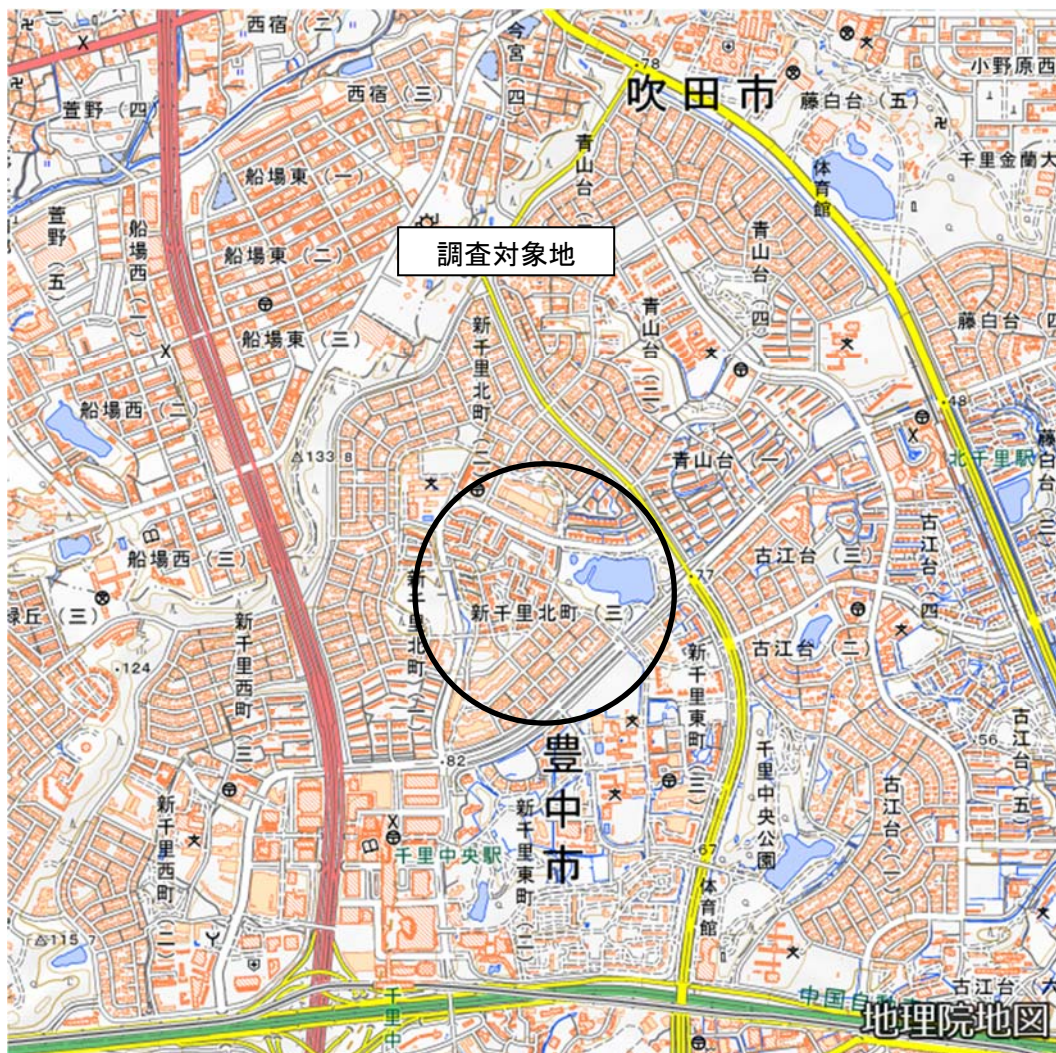 西宿（二）
今宮（四）
78
吹田市
小野原西
西宿（三）
藤白台（五）
萱野（四）
千里金蘭大
船場東（一）
体育館
萱野（五）
船場西（一）
船場東（二）
調査対象地
青山台（四）
新千里北町（二）
青山台（二）
藤白台（四）
船場東（三）
船場西（二）
48
青山台（一）
北千里駅
藤白台（三）
133
船場西（三）
77
古江台（三）
古江台（四）
新千里北町（三）
緑丘（三）
古江台（二）
新千里西町（三）
124
新千里東町（三）
豊中市
56
古江台（五）
82
千里中央公園
古江台（一）
新千里西町（二）
新千里東町（二）
千里中央駅
67
体育館
115
中国自動
千里中
地理院地図